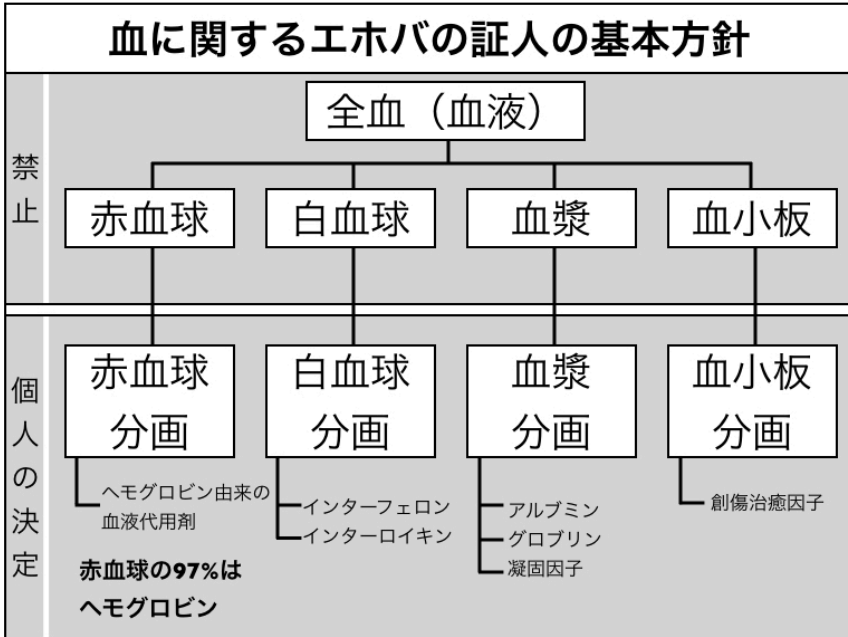 血に関するエホバの証人の基本方針
禁止
全血（血液）
赤血球
白血球
血漿
血小板
個人の決定
赤血球
分画
白血球
分画
血漿
分画
血小板
分画
ヘモグロビン由来の
血液代用剤
インターフェロン
インターロイキン
アルブミン
グロブリン
凝固因子
創傷治癒因子
赤血球の97%は
ヘモグロビン